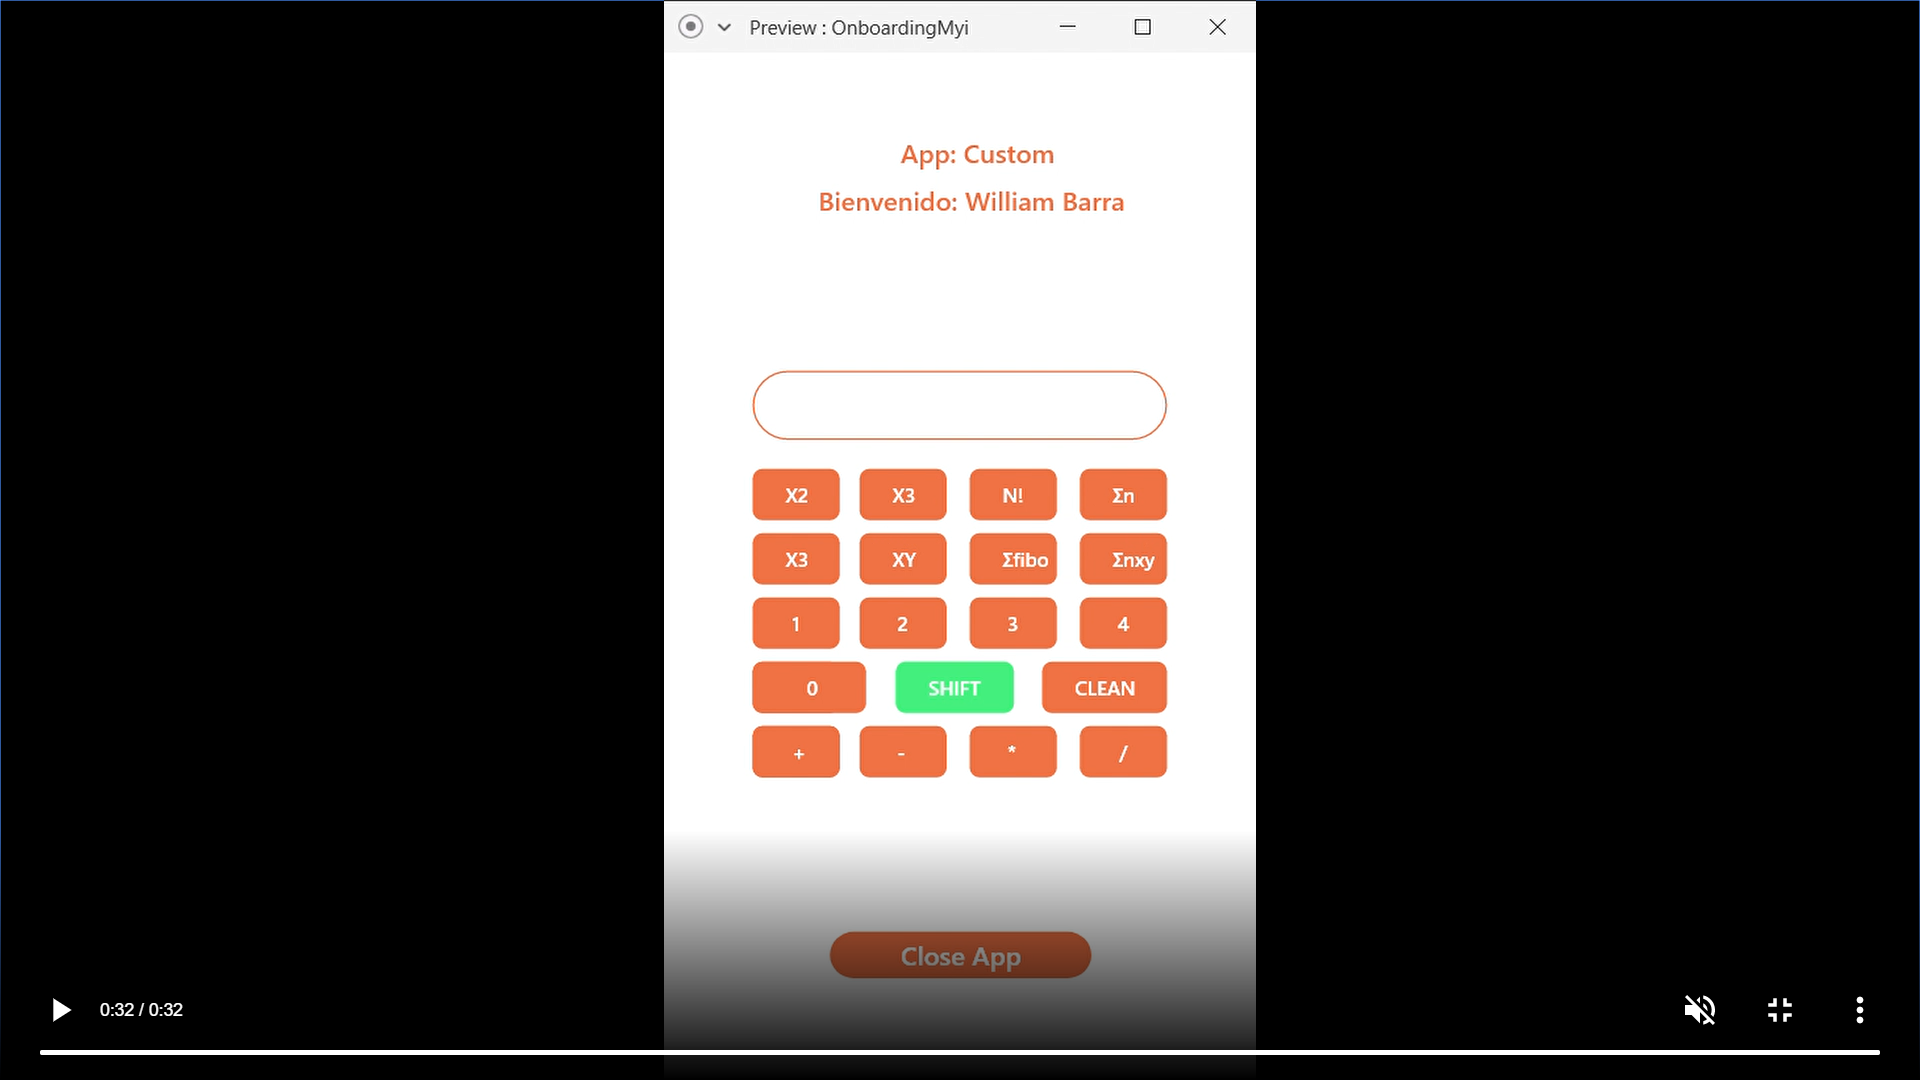 Preview : OnboardingMyi
App: Custom
Bienvenido: William Barra
X2 X3 N! Σn
X3 XY Σfibo Σnxy
1 2 3 4
0 SHIFT CLEAN
+ - * /
Close App
0:32 / 0:32